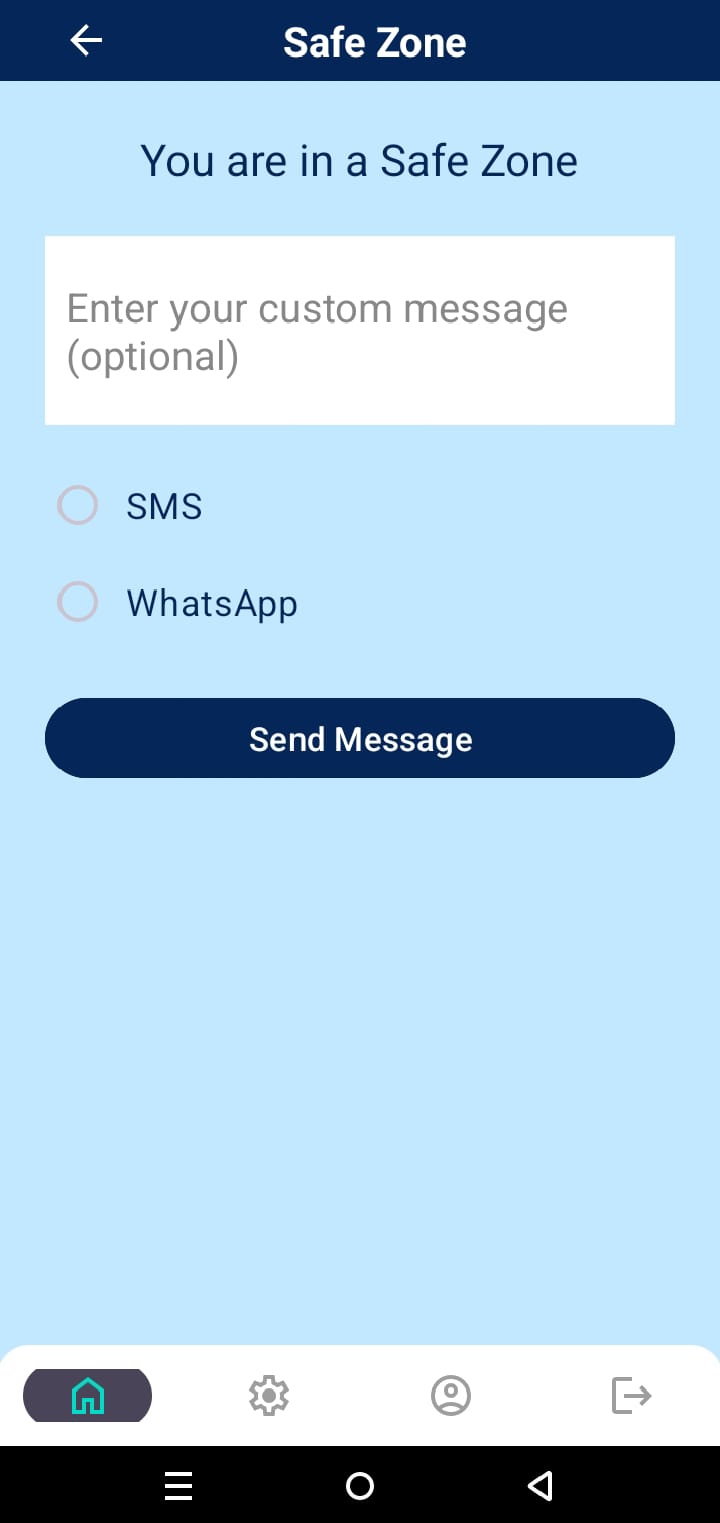 Safe Zone
You are in a Safe Zone
Enter your custom message
(optional)
SMS
WhatsApp
Send Message